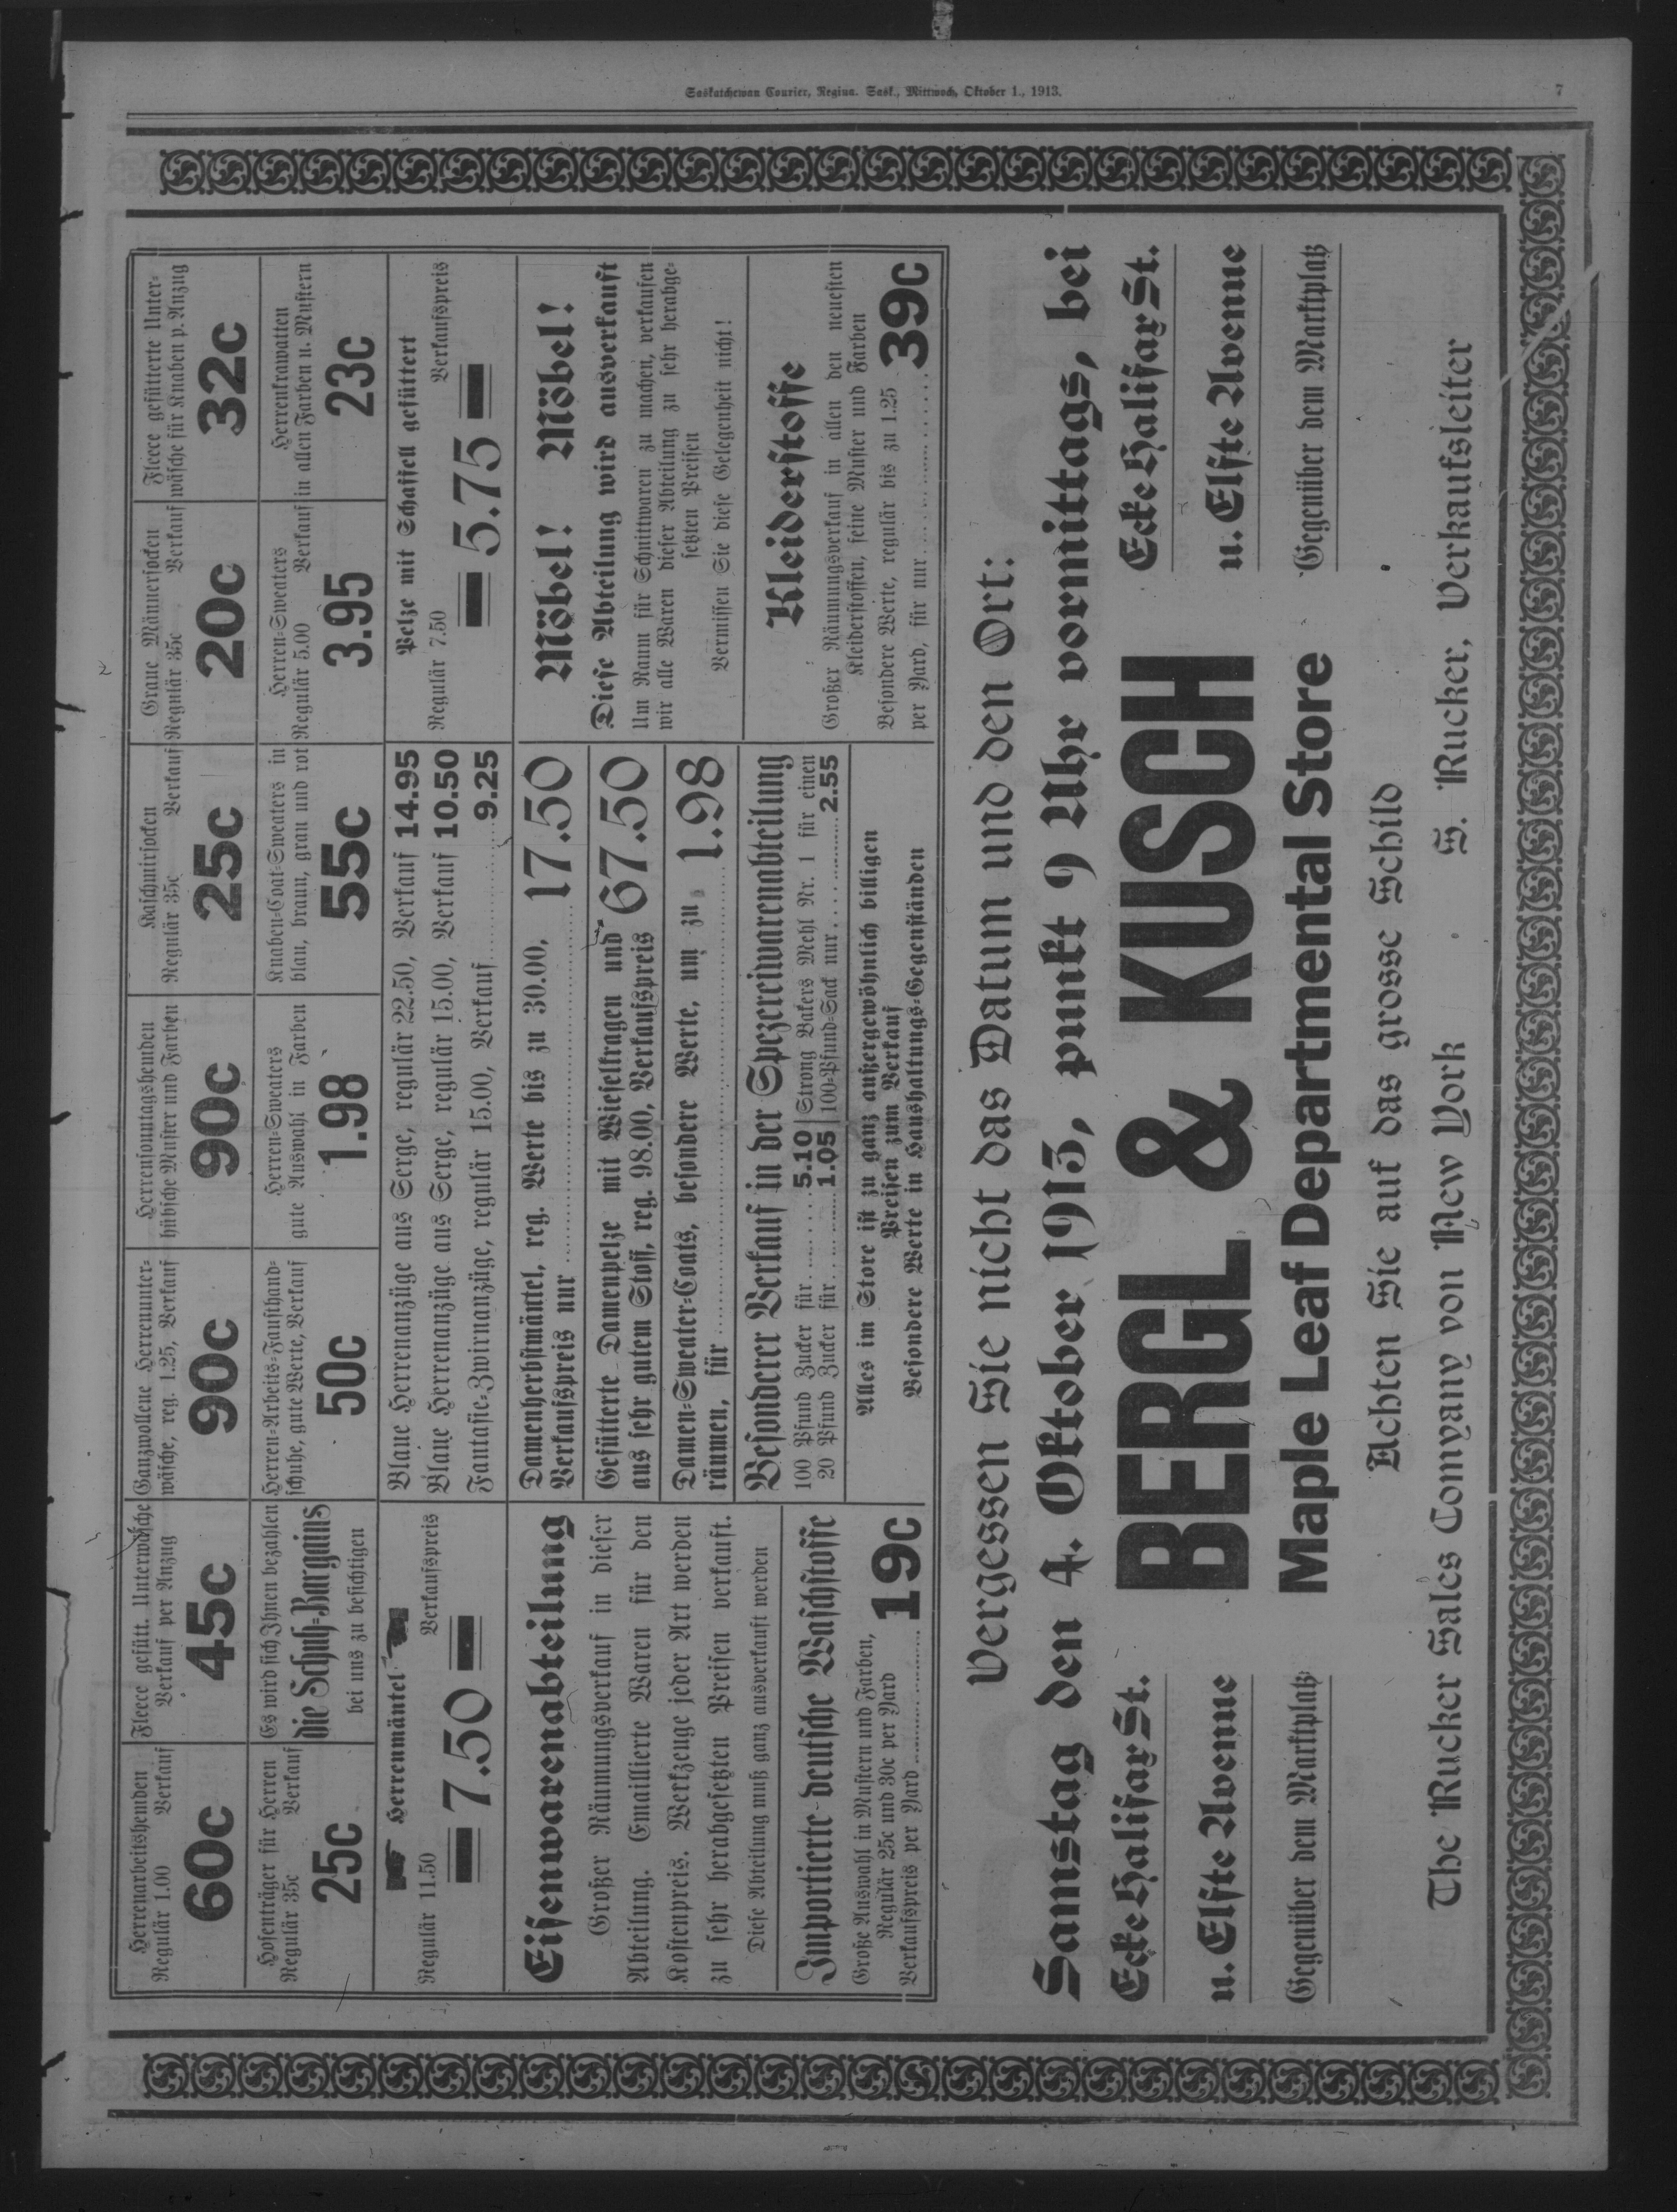 Saskatchewan Courier, Regina. Sask., Mittwoch, Oktober 1., 1913.
7
Herrenarbeitshemden
Regulär 1.00 Verkauf
60c
Fleece gefütt. Unterwäsche
Verkauf per Anzug
45c
Ganzwollene Herrenunter-
wäsche, reg. 1.25, Verkauf
90c
Herrensonntagshemden
hübsche Muster und Farben
90c
Kaschmirsocken
Regulär 35c Verkauf
25c
Graue Männersocken
Regulär 35c Verkauf
20c
Fleece gefütterte Unter-
wäsche für Knaben p. Anzug
32c
Hosenträger für Herren
Regulär 35c Verkauf
25c
Es wird sich Ihnen bezahlen
die Schuh-Bargains
bei uns zu besichtigen
Herren-Arbeits-Fausthand-
schuhe, gute Werte, Verkauf
50c
Herren-Sweaters
gute Auswahl in Farben
1.98
Knaben-Coat-Sweaters in
blau, braun, grau und rot
55c
Herren-Sweaters
Regulär 5.00 Verkauf
3.95
Herrenkrawatten
in allen Farben u. Mustern
23c
Herrenmäntel
Regulär 11.50 Verkaufspreis
7.50
Blaue Herrenanzüge aus Serge, regulär 22.50, Verkauf 14.95
Blaue Herrenanzüge aus Serge, regulär 15.00, Verkauf 10.50
Fantasie-Zwirnanzüge, regulär 15.00, Verkauf 9.25
Pelze mit Schaffell gefüttert
Regulär 7.50 Verkaufspreis
5.75
Eisenwarenabteilung
Großer Räumungsverkauf in dieser
Abteilung. Emaillierte Waren für den
Kostenpreis. Werkzeuge jeder Art werden
zu sehr herabgesetzten Preisen verkauft.
Diese Abteilung muß ganz ausverkauft werden
Importierte deutsche Waschstoffe
Große Auswahl in Mustern und Farben,
Regulär 25c und 30c per Yard
Verkaufspreis per Yard 19c
Damenherbstmäntel, reg. Werte bis zu 30.00,
Verkaufspreis nur 17.50
Gefütterte Damenpelze mit Wieselkragen und
aus sehr gutem Stoff, reg. 98.00, Verkaufspreis 67.50
Damen-Sweater-Coats, besondere Werte, um zu
räumen, für 1.98
Besonderer Verkauf in der Spezereiwarenabteilung
100 Pfund Zucker für 5.10
20 Pfund Zucker für 1.05
Strong Bakers Mehl Nr. 1 für einen
100-Pfund-Sack nur 2.55
Alles im Store ist zu ganz außergewöhnlich billigen
Preisen zum Verkauf
Besondere Werte in Haushaltungs-Gegenständen
Möbel! Möbel! Möbel!
Diese Abteilung wird ausverkauft
Um Raum für Schnittwaren zu machen, verkaufen
wir alle Waren dieser Abteilung zu sehr herabge-
setzten Preisen
Vermissen Sie diese Gelegenheit nicht!
Kleiderstoffe
Großer Räumungsverkauf in allen den neuesten
Kleiderstoffen, feine Muster und Farben
Besondere Werte, regulär bis zu 1.25
per Yard, für nur 39c
Vergessen Sie nicht das Datum und den Ort:
Samstag den 4. Oktober 1913, punkt 9 Uhr vormittags, bei
Ecke Halifax St.
u. Elfte Avenue
Gegenüber dem Marktplatz
BERGL & KUSCH
Maple Leaf Departmental Store
Ecke Halifax St.
u. Elfte Avenue
Gegenüber dem Marktplatz
Achten Sie auf das grosse Schild
The Rucker Sales Company von New York
S. Rucker, Verkaufsleiter